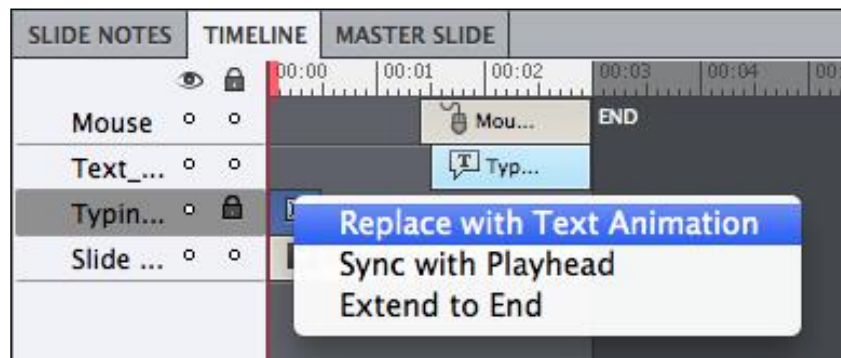 SLIDE NOTES TIMELINE MASTER SLIDE
00:00 00:01 00:02 00:03 00:04 00
Mouse Mou... END
Text_... Typ...
Typin...
Replace with Text Animation
Slide ... Sync with Playhead
Extend to End